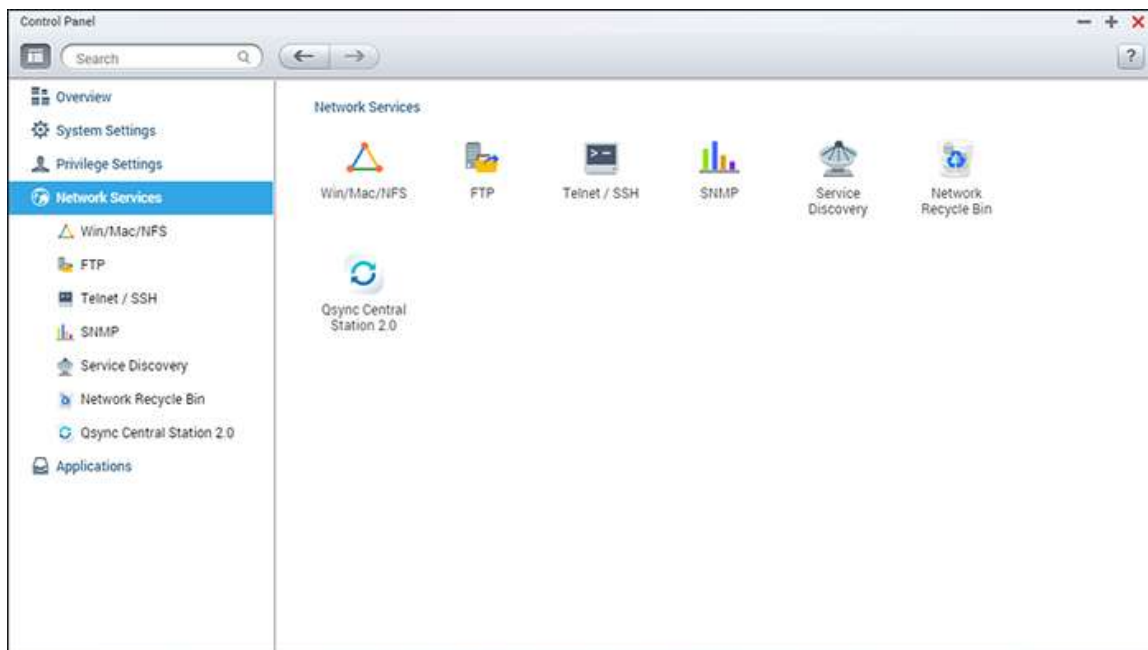 Control Panel
Search
?
Overview
System Settings
Privilege Settings
Network Services
Win/Mac/NFS
FTP
Telnet / SSH
SNMP
Service Discovery
Network Recycle Bin
Qsync Central Station 2.0
Applications
Network Services
Win/Mac/NFS
FTP
Telnet / SSH
SNMP
Service
Discovery
Network
Recycle Bin
Qsync Central
Station 2.0